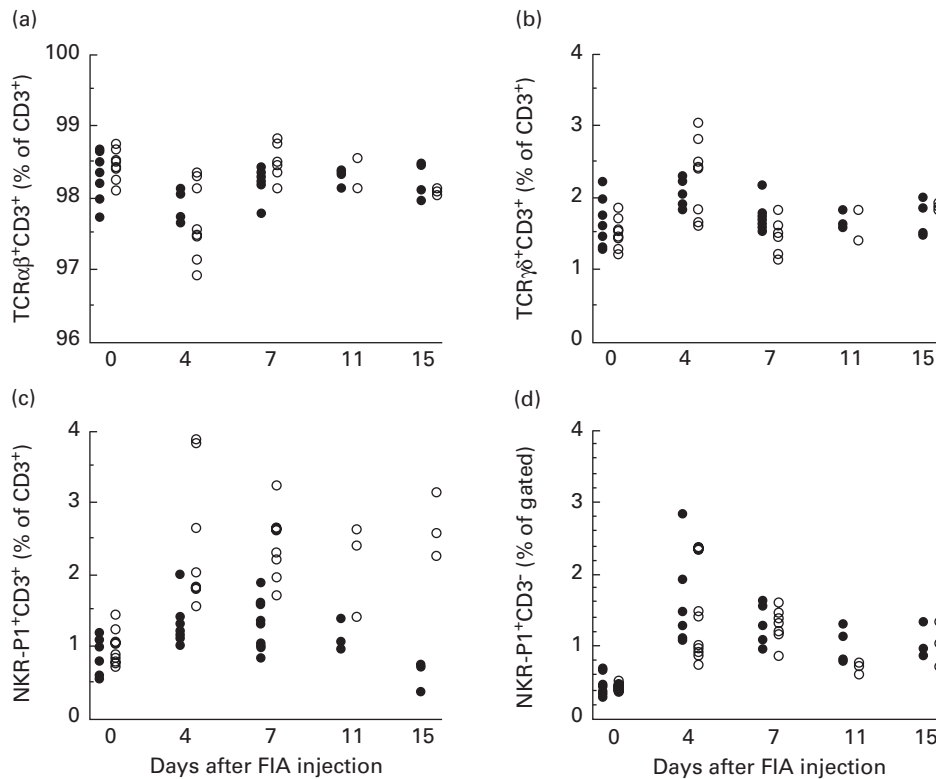 (a)
100
99
98
97
96
TCRαβ+CD3+ (% of CD3+)
0 4 7 11 15
(b)
4
3
2
1
0
TCRγδ+CD3+ (% of CD3+)
0 4 7 11 15
(c)
4
3
2
1
0
NKR-P1+CD3+ (% of CD3+)
0 4 7 11 15
Days after FIA injection
(d)
4
3
2
1
0
NKR-P1+CD3- (% of gated)
0 4 7 11 15
Days after FIA injection